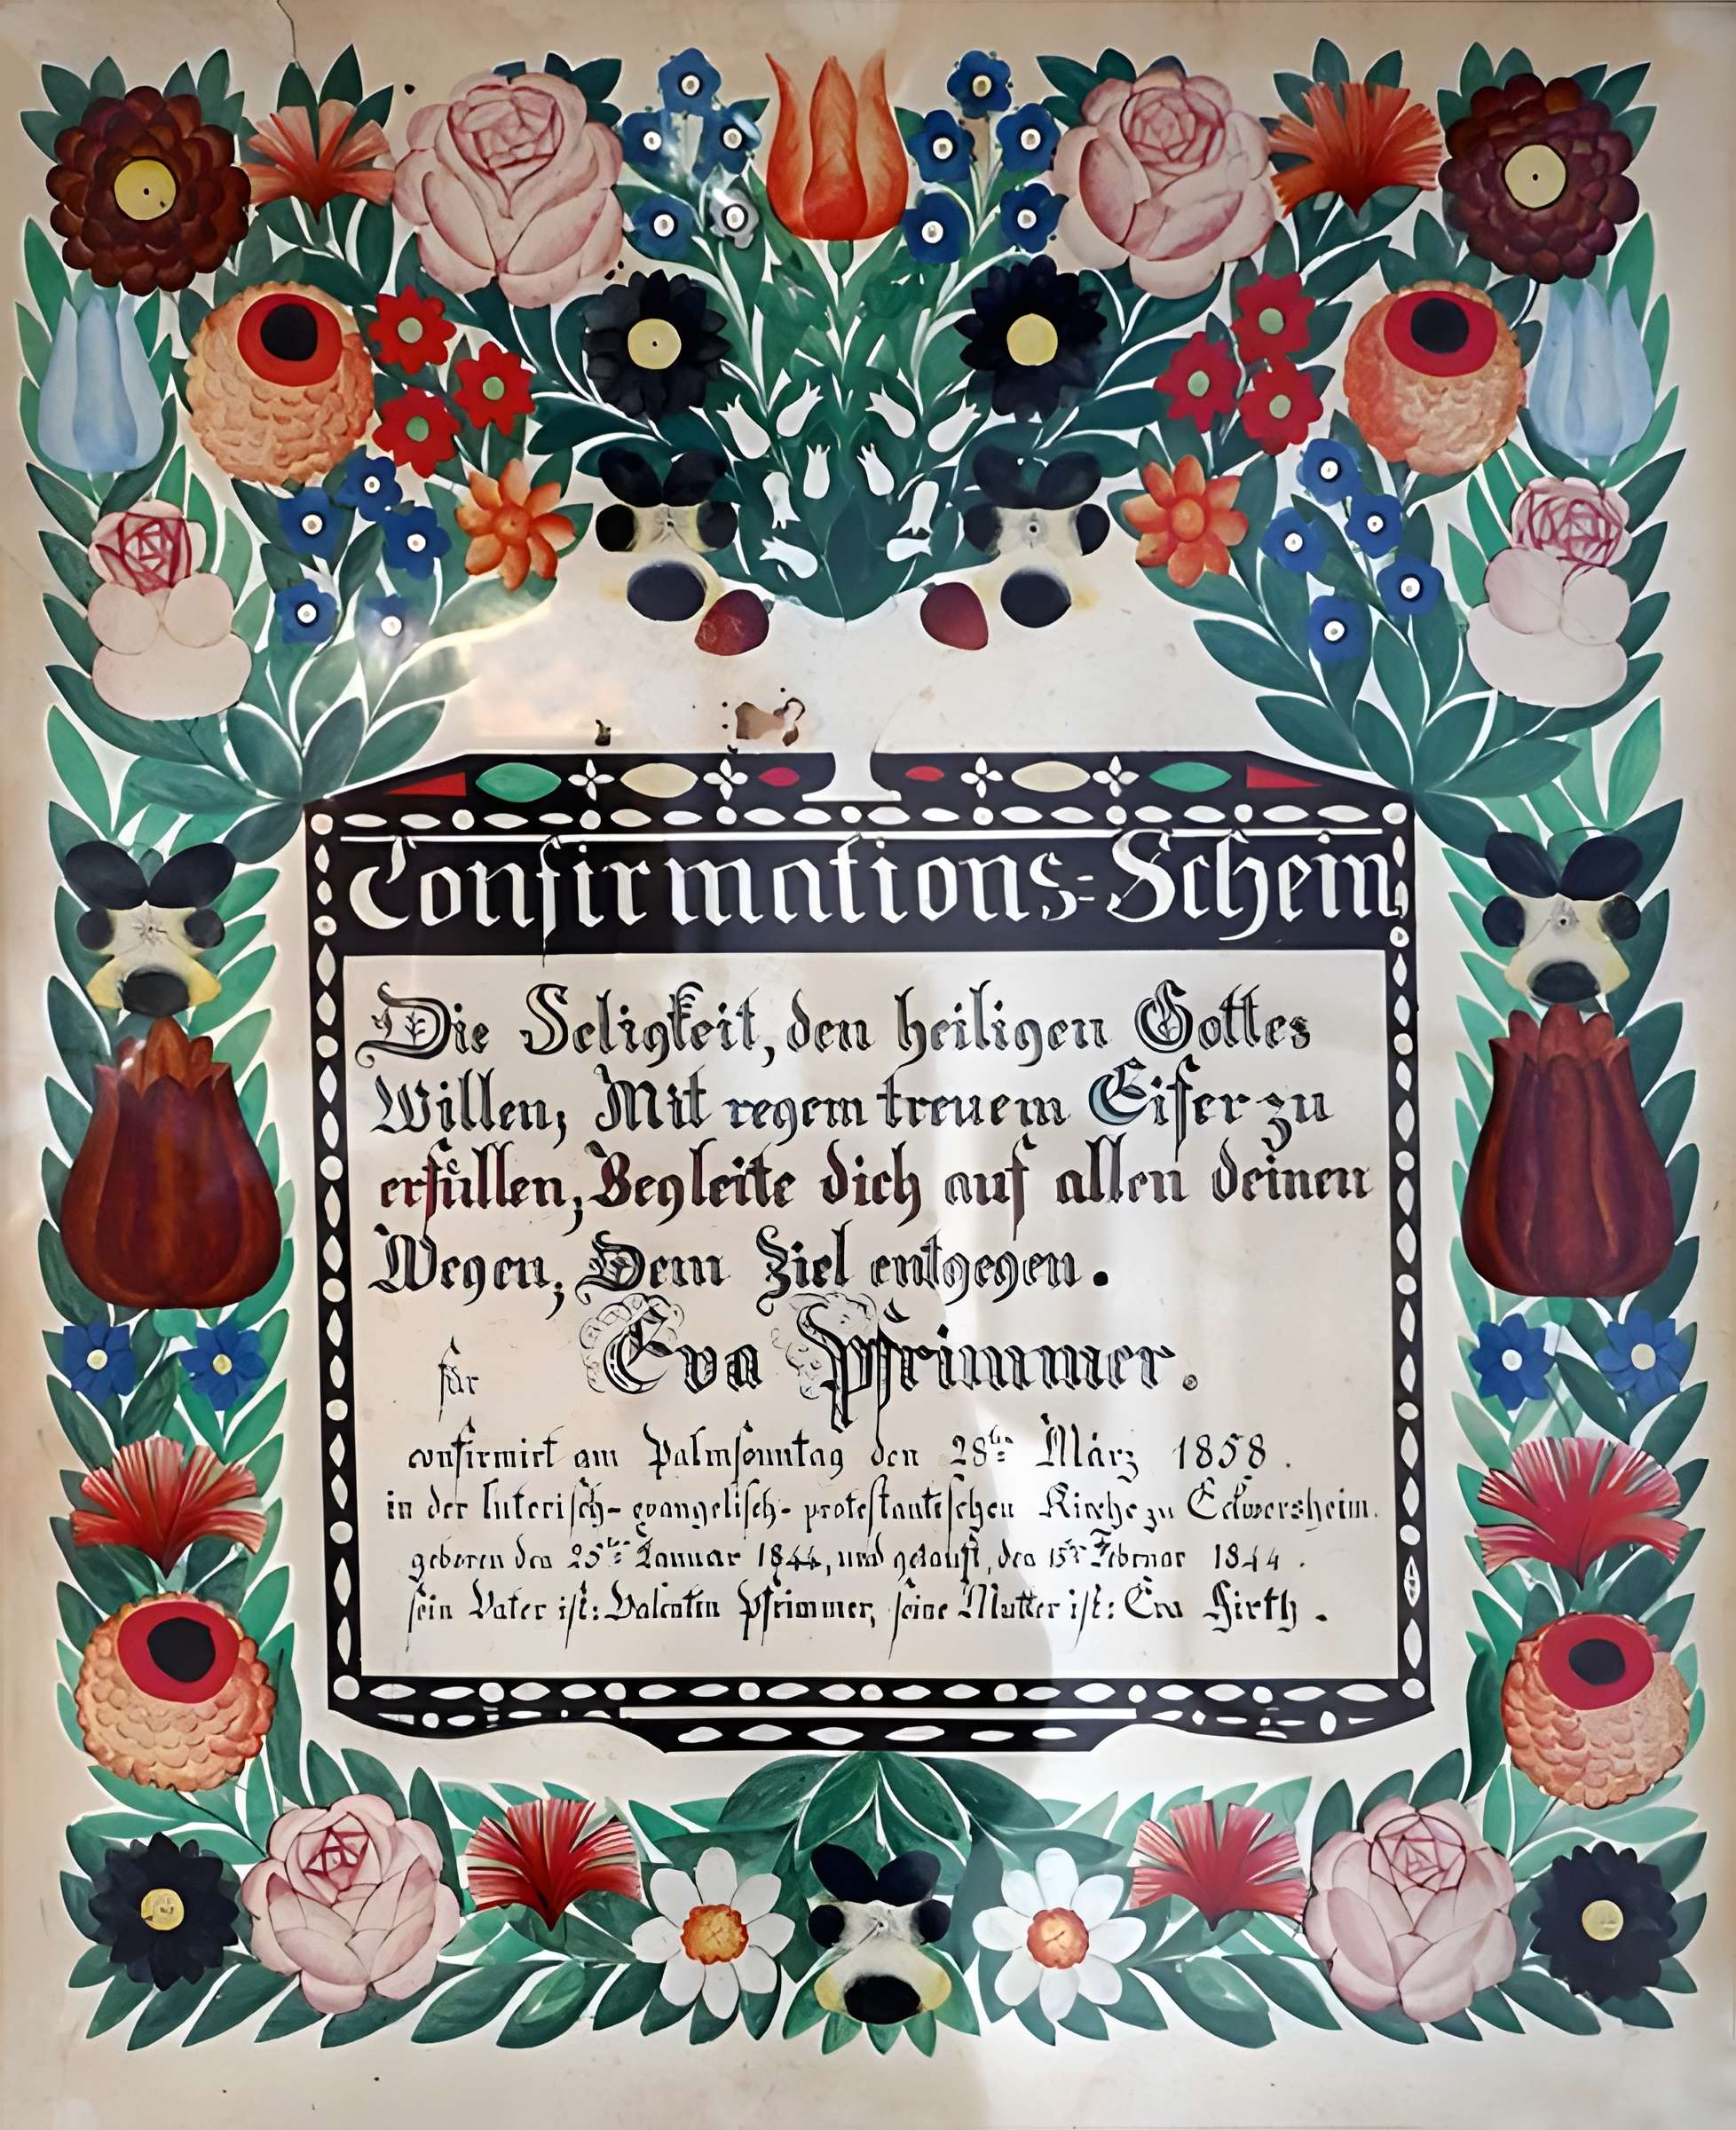 Confirmations=Schein
Die Seligkeit, den heiligen Gottes
Willen; Mit regem treuem Eifer zu
erfüllen; Begleite dich auf allen deinen
Wegen; Dem Ziel entgegen.
für Eva Pfrimmer.
confirmirt am Palmsonntag den 28ten März 1858.
in der luterisch-evangelisch-protestantischen Kirche zu Eckwersheim.
geboren den 25ten Januar 1844, und getauft, den 15ten Februar 1844.
sein Vater ist: Valentin Pfrimmer, seine Mutter ist: Eva Hirth.